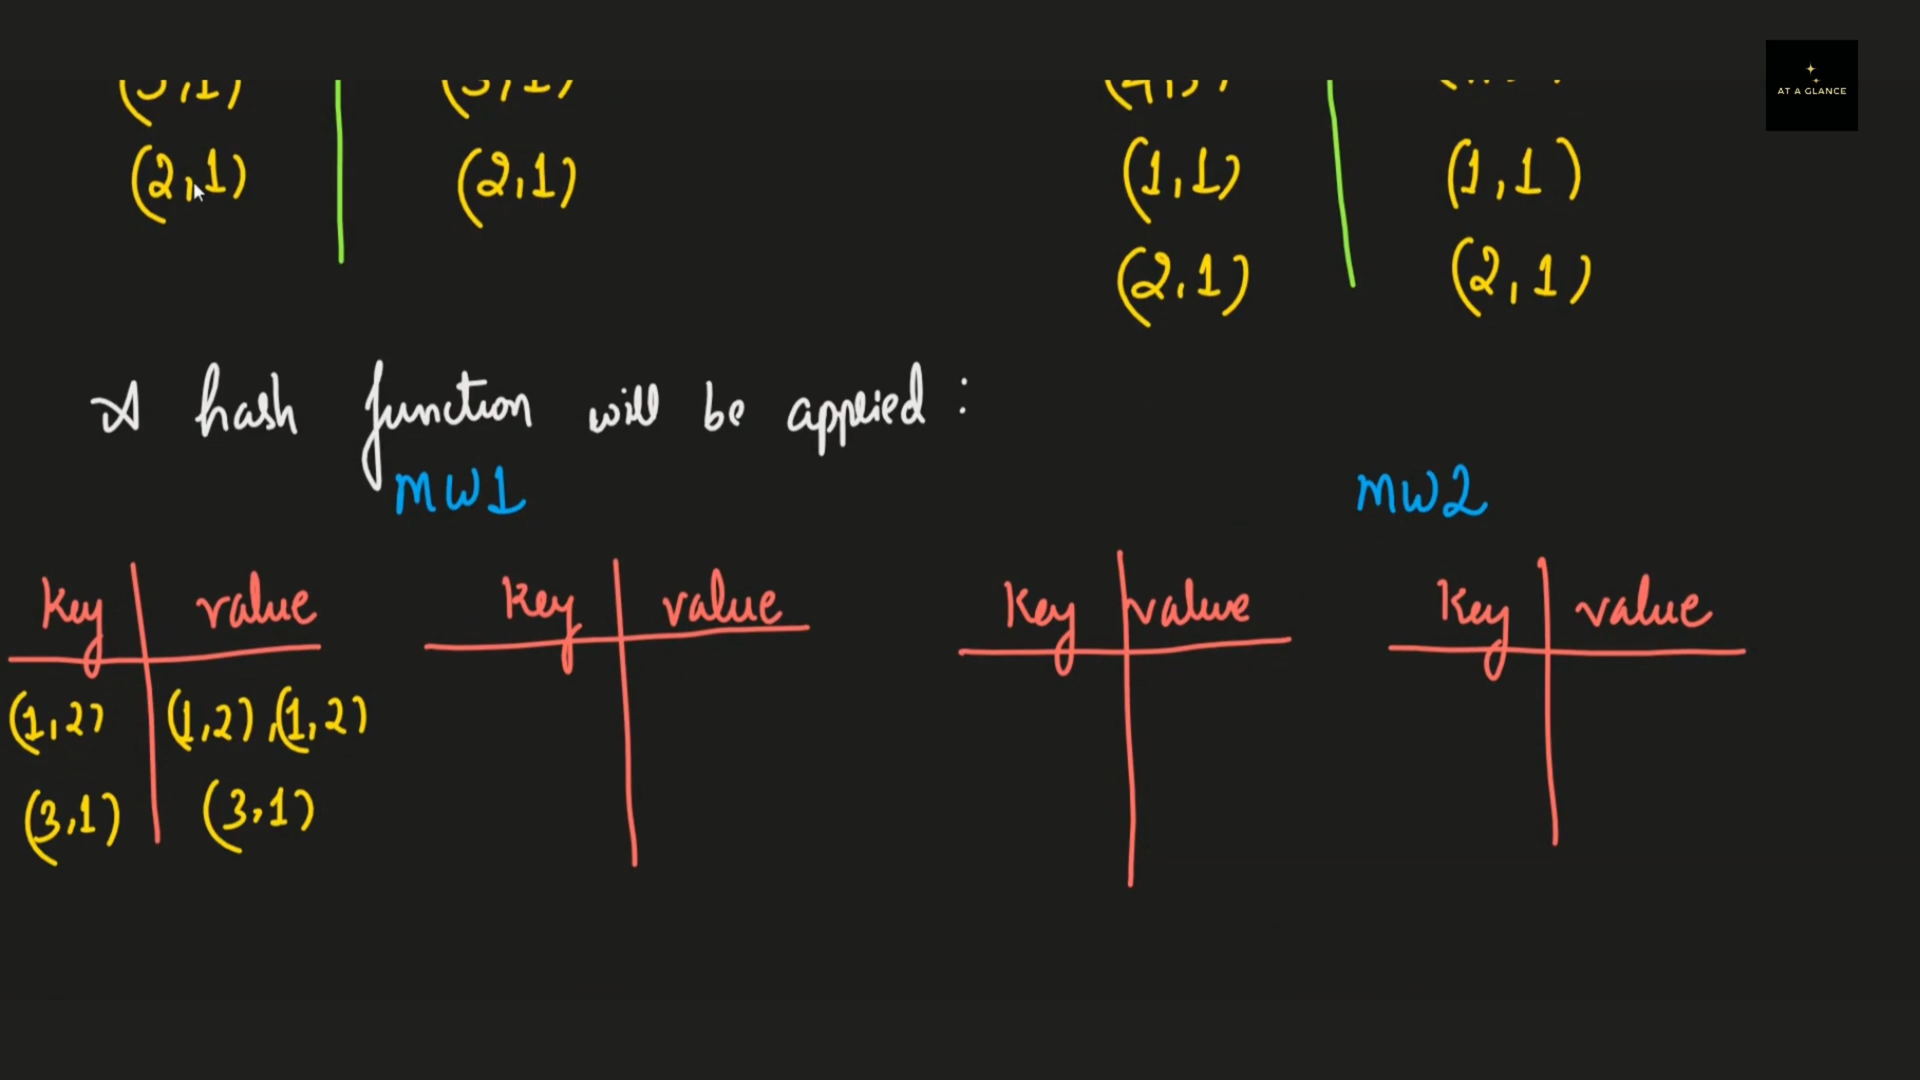 (2,1) (2,1) (1,1) (1,1)
(2,1) (2,1)
A hash function will be applied :
MW1 MW2
Key value Key value Key value Key value
(1,2) (1,2),(1,2)
(3,1) (3,1)
AT A GLANCE